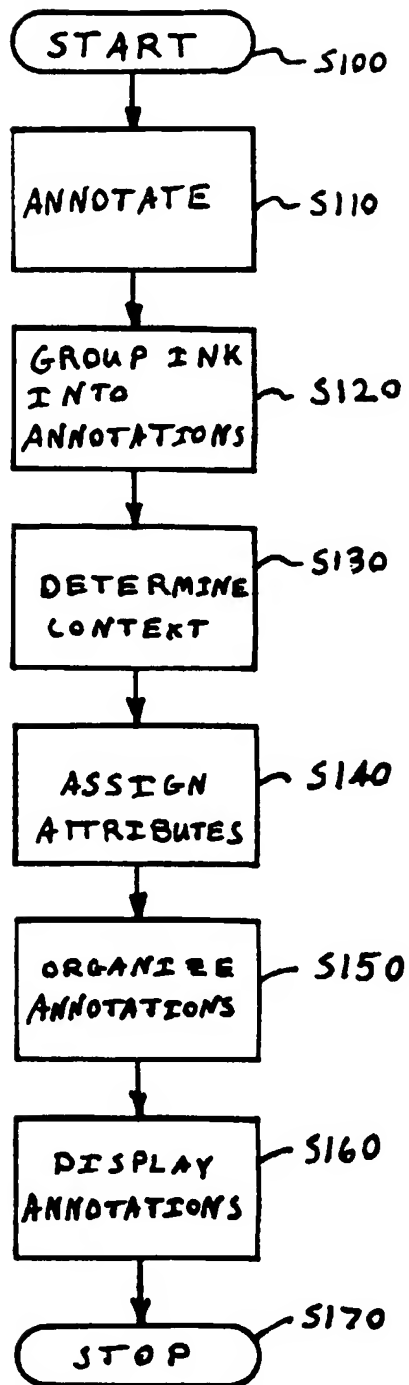 START
S100
ANNOTATE
S110
GROUP INK
INTO
ANNOTATIONS
S120
DETERMINE
CONTEXT
S130
ASSIGN
ATTRIBUTES
S140
ORGANIZE
ANNOTATIONS
S150
DISPLAY
ANNOTATIONS
S160
STOP
S170